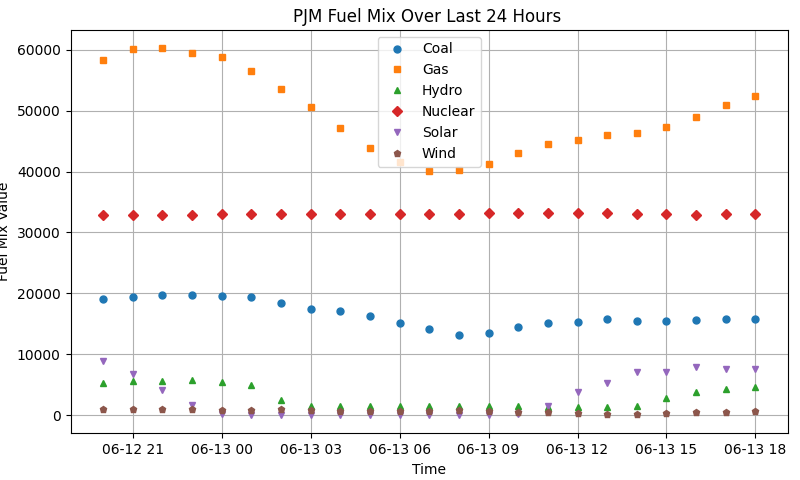 PJM Fuel Mix Over Last 24 Hours
Fuel Mix Value
60000
50000
40000
30000
20000
10000
0
Coal
Gas
Hydro
Nuclear
Solar
Wind
06-12 21 06-13 00 06-13 03 06-13 06 06-13 09 06-13 12 06-13 15 06-13 18
Time